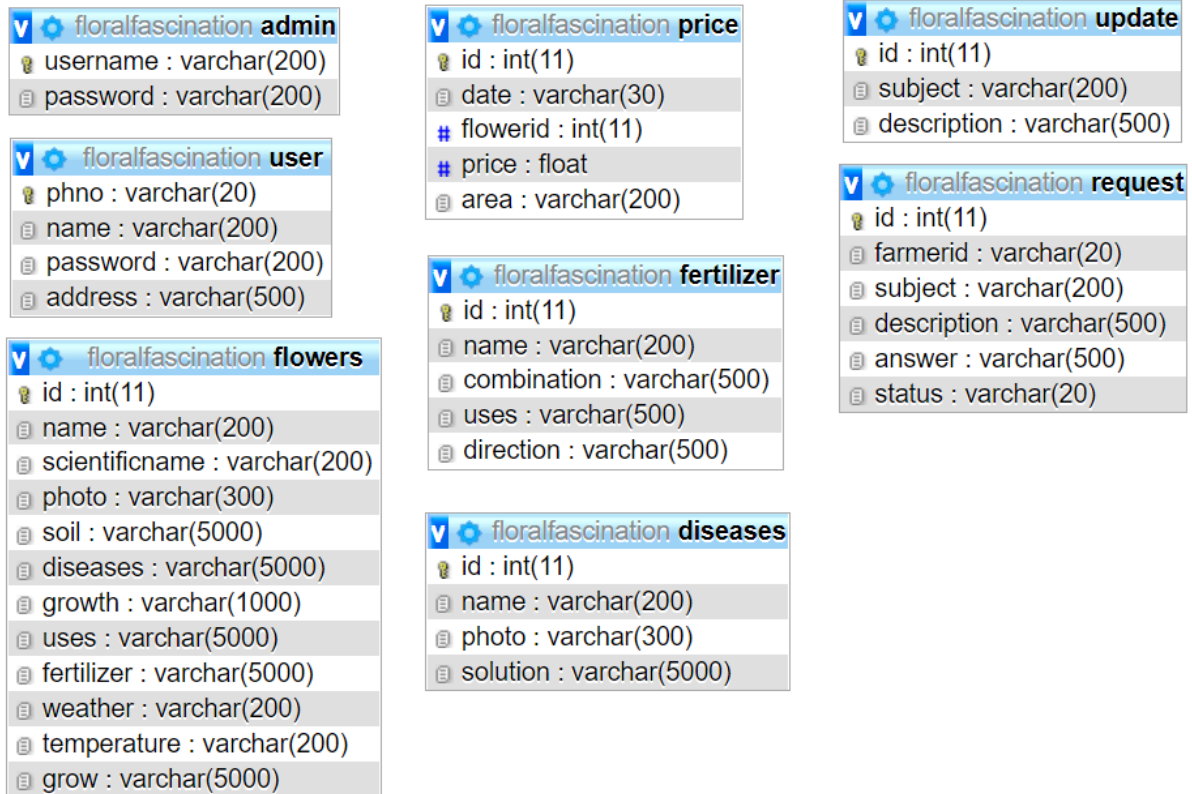 floralfascination admin
username : varchar(200)
password : varchar(200)
floralfascination user
phno : varchar(20)
name : varchar(200)
password : varchar(200)
address : varchar(500)
floralfascination flowers
id : int(11)
name : varchar(200)
scientificname : varchar(200)
photo : varchar(300)
soil : varchar(5000)
diseases : varchar(5000)
growth : varchar(1000)
uses : varchar(5000)
fertilizer : varchar(5000)
weather : varchar(200)
temperature : varchar(200)
grow : varchar(5000)
floralfascination price
id : int(11)
date : varchar(30)
# flowerid : int(11)
# price : float
area : varchar(200)
floralfascination fertilizer
id : int(11)
name : varchar(200)
combination : varchar(500)
uses : varchar(500)
direction : varchar(500)
floralfascination diseases
id : int(11)
name : varchar(200)
photo : varchar(300)
solution : varchar(5000)
floralfascination update
id : int(11)
subject : varchar(200)
description : varchar(500)
floralfascination request
id : int(11)
farmerid : varchar(20)
subject : varchar(200)
description : varchar(500)
answer : varchar(500)
status : varchar(20)